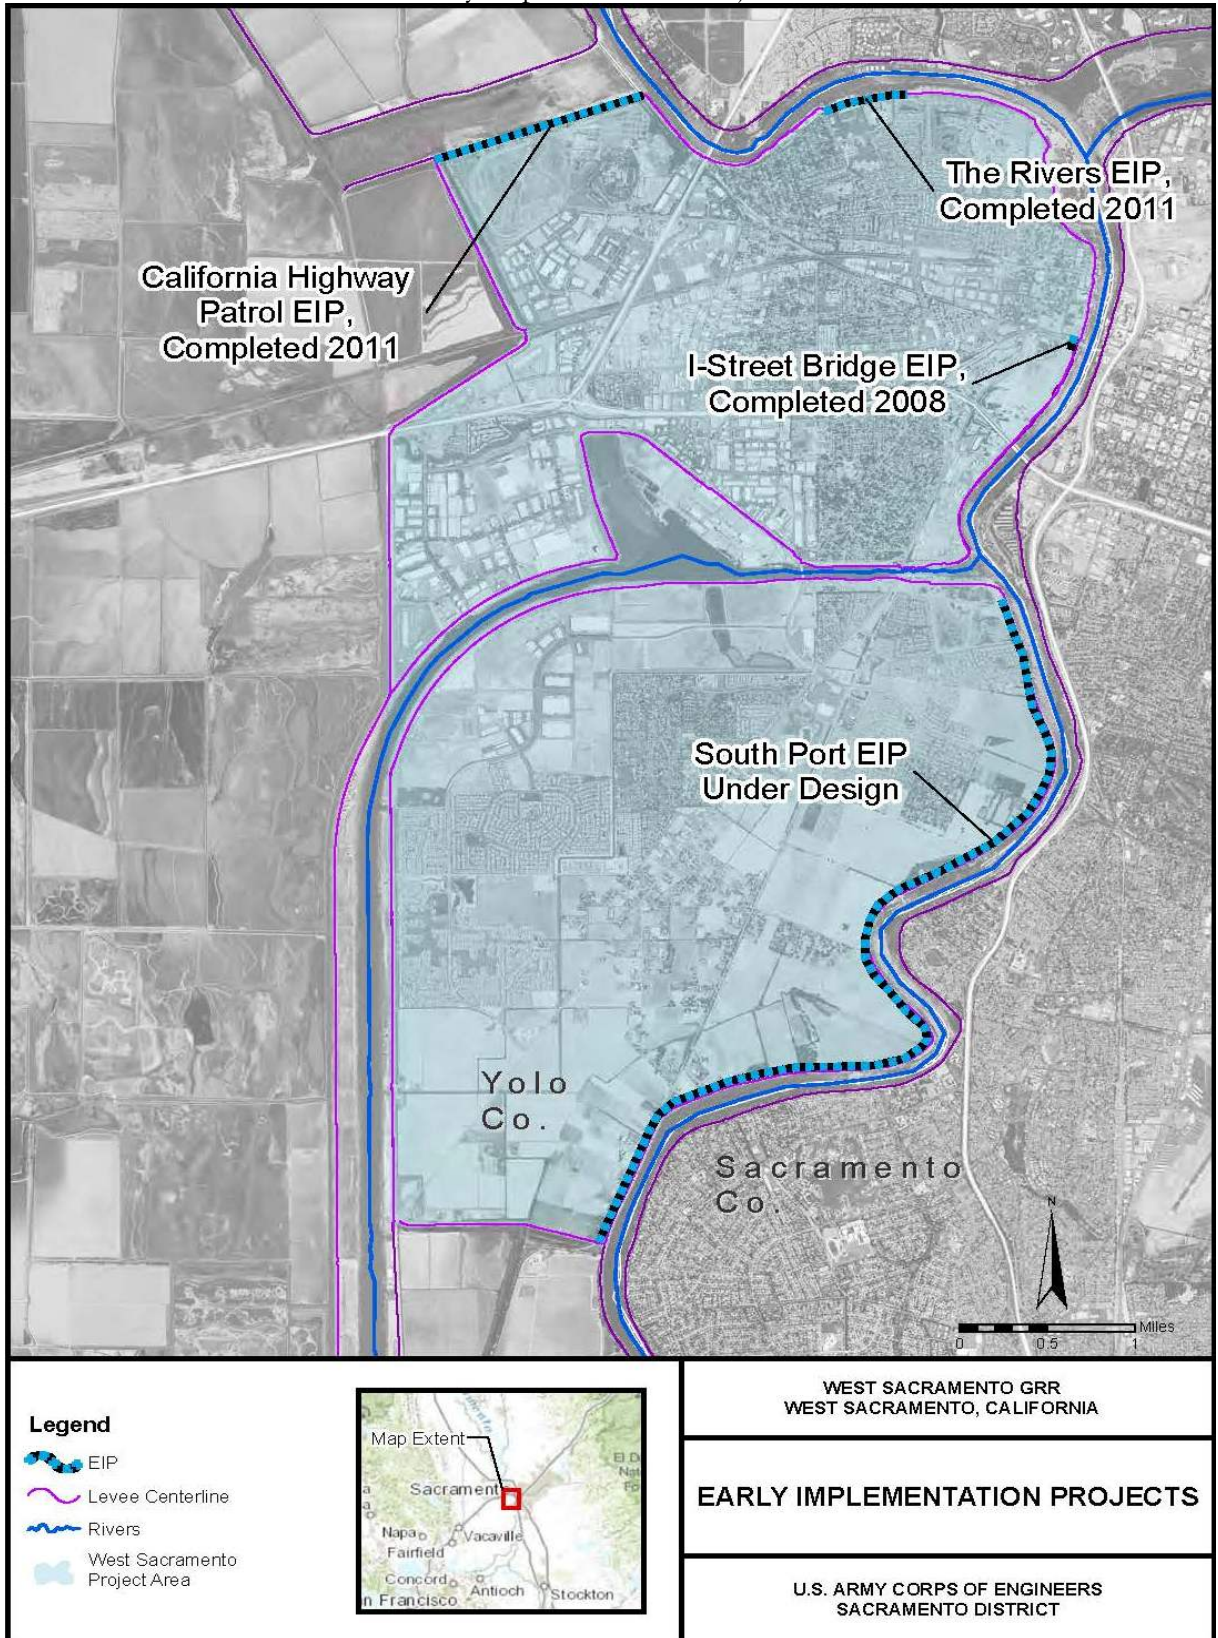 The Rivers EIP,
Completed 2011
California Highway
Patrol EIP,
Completed 2011
I-Street Bridge EIP,
Completed 2008
South Port EIP
Under Design
Yolo
Co.
Sacramento
Co.
N
Miles
0 0.5 1
Legend
EIP
Levee Centerline
Rivers
West Sacramento
Project Area
Map Extent
Sacrament
El D
Nat
Fo
Napa
Vacaville
Fairfield
Concord
Antioch
Stockton
n Francisco
WEST SACRAMENTO GRR
WEST SACRAMENTO, CALIFORNIA
EARLY IMPLEMENTATION PROJECTS
U.S. ARMY CORPS OF ENGINEERS
SACRAMENTO DISTRICT